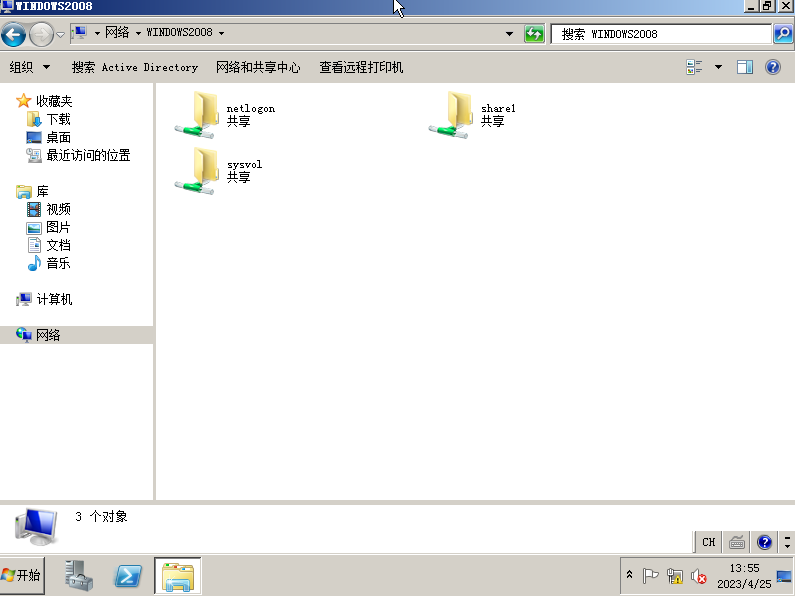 WINDOWS2008
网络 WINDOWS2008
搜索 WINDOWS2008
组织 搜索 Active Directory 网络和共享中心 查看远程打印机
收藏夹
下载
桌面
最近访问的位置
库
视频
图片
文档
音乐
计算机
网络
netlogon
共享
share1
共享
sysvol
共享
3 个对象
CH
开始
13:55
2023/4/25